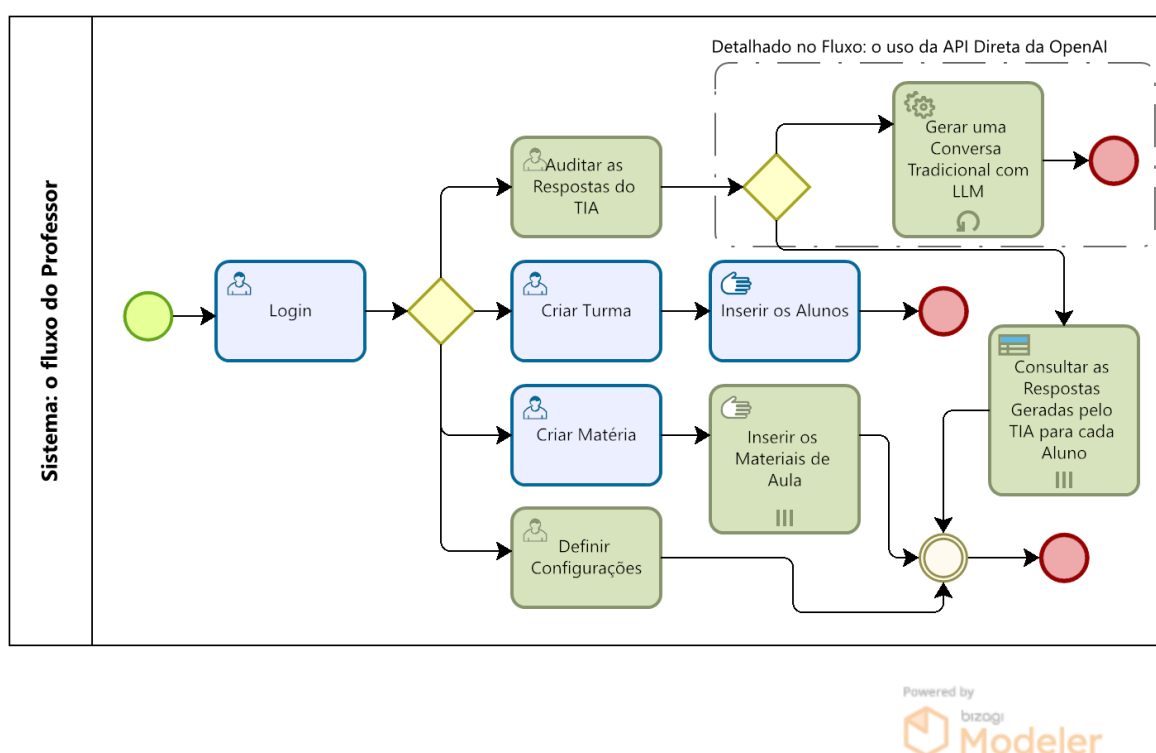 Sistema: o fluxo do Professor
Detalhado no Fluxo: o uso da API Direta da OpenAI
Gerar uma
Conversa
Tradicional com
LLM
Auditar as
Respostas do
TIA
Login
Criar Turma
Inserir os Alunos
Consultar as
Respostas
Geradas pelo
TIA para cada
Aluno
Criar Matéria
Inserir os
Materiais de
Aula
Definir
Configurações
Powered by
bizagi
Modeler